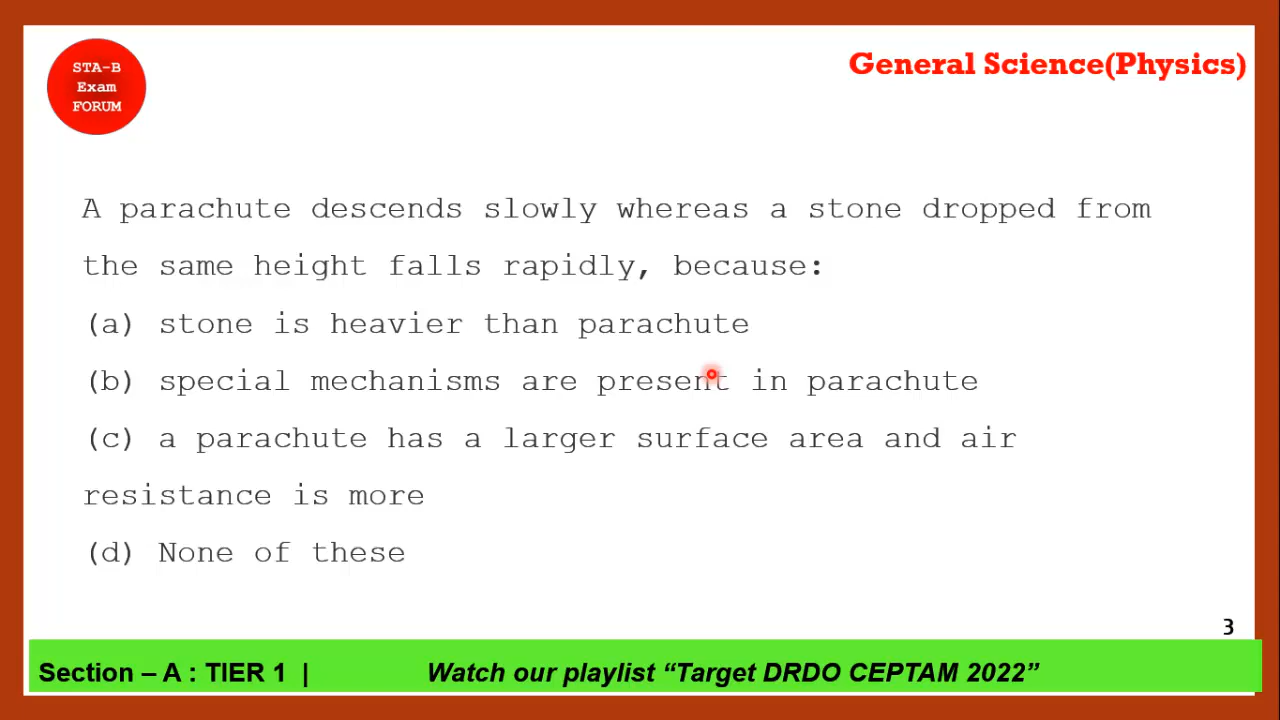 STA-B
Exam
FORUM
General Science(Physics)
A parachute descends slowly whereas a stone dropped from
the same height falls rapidly, because:
(a) stone is heavier than parachute
(b) special mechanisms are present in parachute
(c) a parachute has a larger surface area and air
resistance is more
(d) None of these
3
Section – A : TIER 1 | Watch our playlist “Target DRDO CEPTAM 2022”